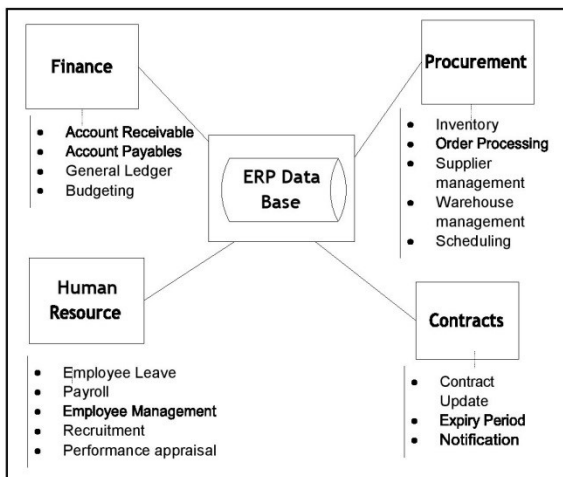 Finance
• Account Receivable
• Account Payables
• General Ledger
• Budgeting
Procurement
• Inventory
• Order Processing
• Supplier
management
• Warehouse
management
• Scheduling
ERP Data
Base
Human
Resource
• Employee Leave
• Payroll
• Employee Management
• Recruitment
• Performance appraisal
Contracts
• Contract
Update
• Expiry Period
• Notification